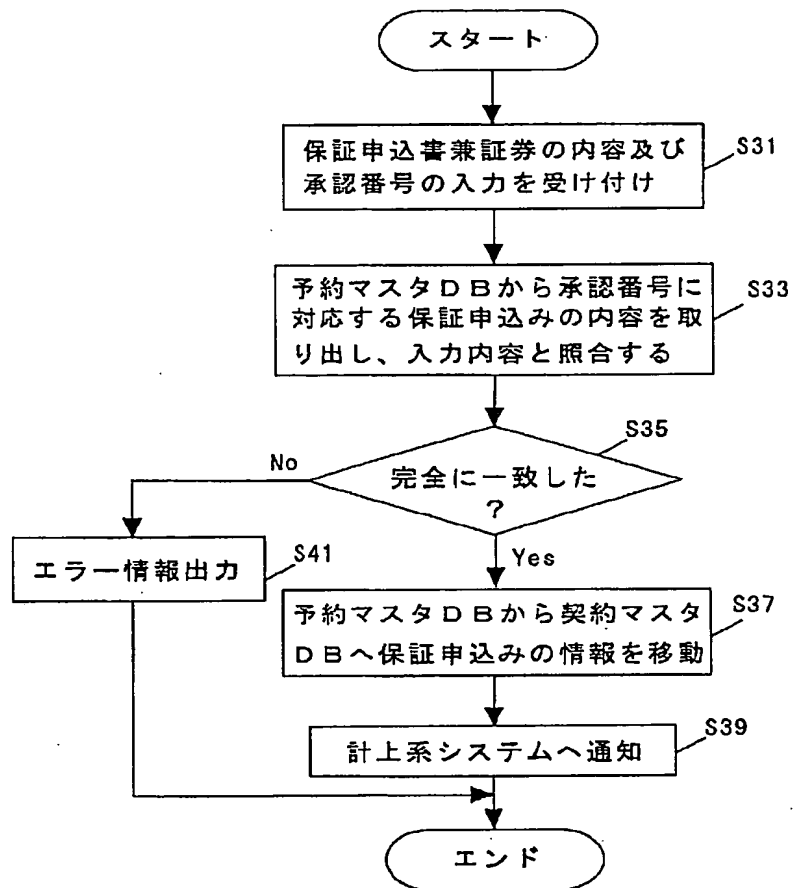 スタート
保証申込書兼証券の内容及び
承認番号の入力を受け付け
S31
予約マスタDBから承認番号に
対応する保証申込みの内容を取
り出し、入力内容と照合する
S33
S35
完全に一致した
?
No
Yes
エラー情報出力
S41
予約マスタDBから契約マスタ
DBへ保証申込みの情報を移動
S37
計上系システムへ通知
S39
エンド